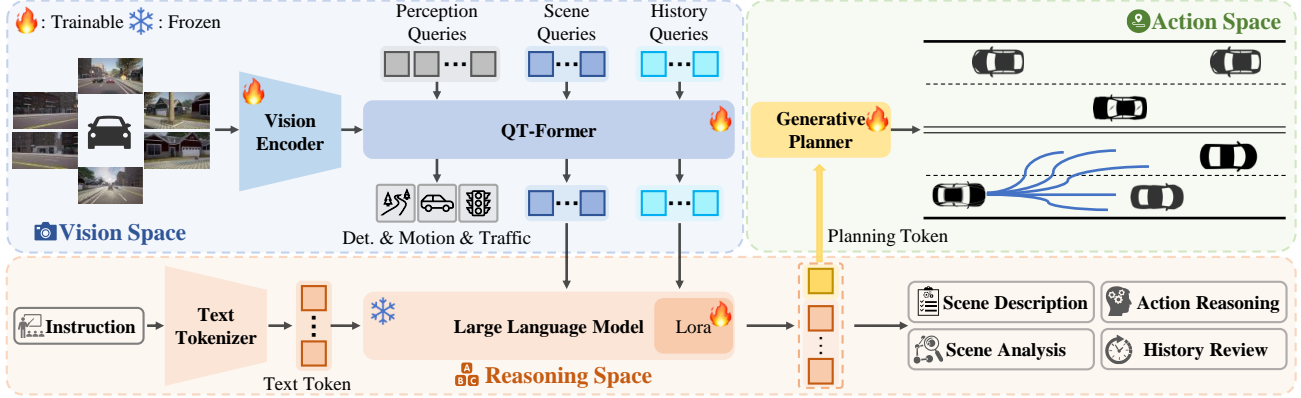 : Trainable : Frozen
Perception
Queries
Scene
Queries
History
Queries
Action Space
Vision
Encoder
QT-Former
Generative
Planner
Det. & Motion & Traffic
Vision Space
Planning Token
Instruction
Text
Tokenizer
Text Token
Large Language Model
Lora
Scene Description
Action Reasoning
Scene Analysis
History Review
A
B C
Reasoning Space